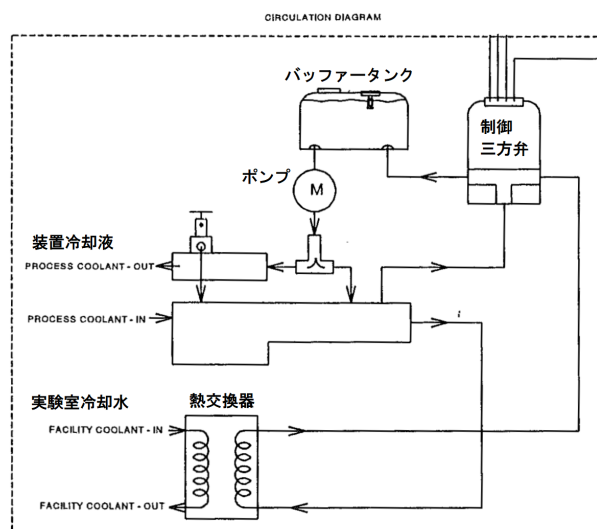 CIRCULATION DIAGRAM
バッファータンク
制御
三方弁
ポンプ
M
装置冷却液
PROCESS COOLANT - OUT
PROCESS COOLANT - IN
i
実験室冷却水
熱交換器
FACILITY COOLANT - IN
FACILITY COOLANT - OUT